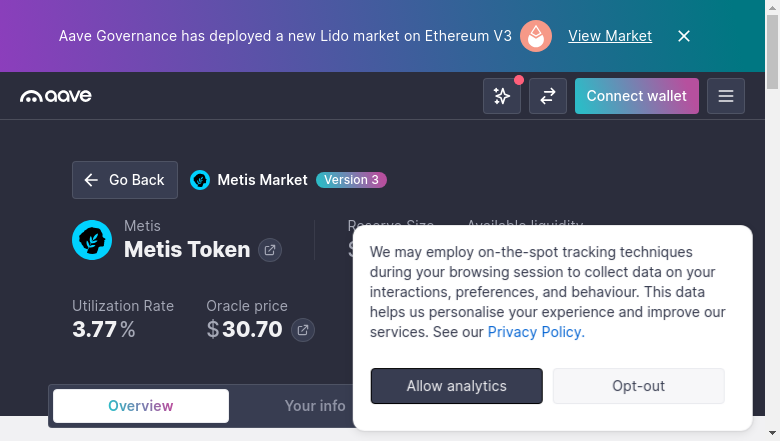 Aave Governance has deployed a new Lido market on Ethereum V3 View Market
aave
Connect wallet
Go Back
Metis Market Version 3
Metis
Metis Token
Reserve Size
Available liquidity
$
Utilization Rate
3.77%
Oracle price
$30.70
We may employ on-the-spot tracking techniques
during your browsing session to collect data on your
interactions, preferences, and behaviour. This data
helps us personalise your experience and improve our
services. See our Privacy Policy.
Allow analytics
Opt-out
Overview
Your info